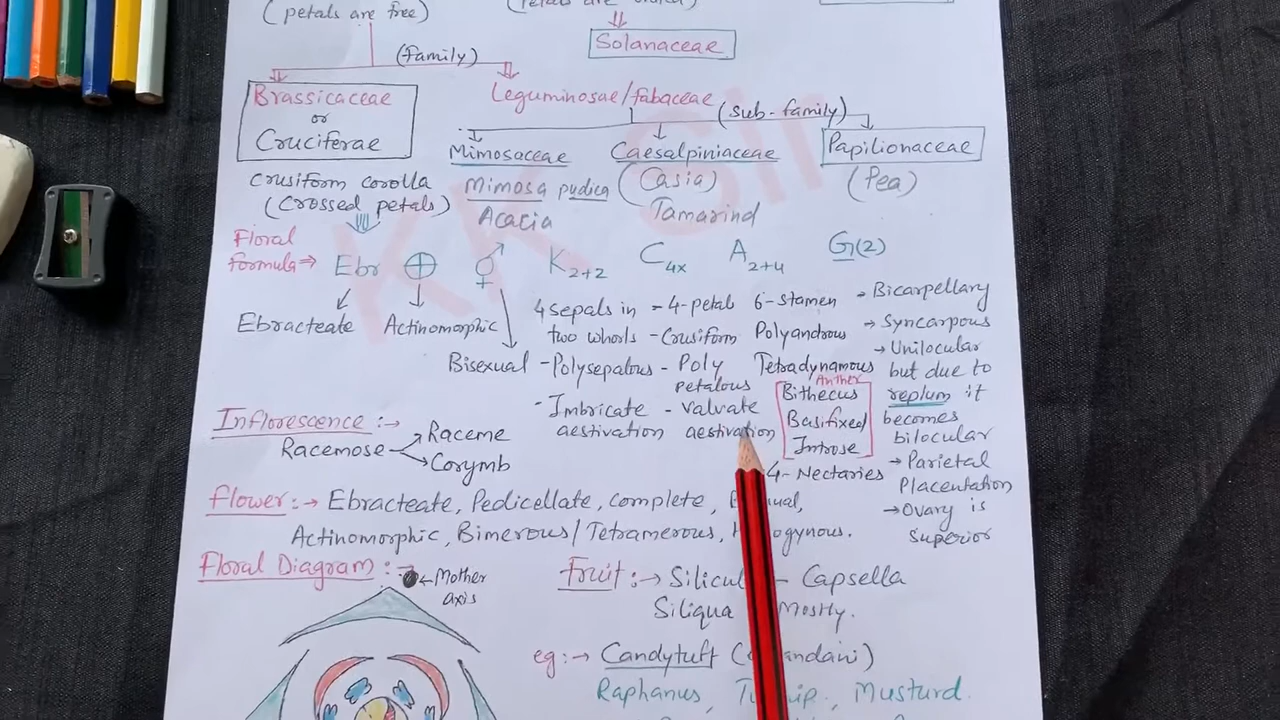 (petals are free)
Solanaceae
(family)
Brassicaceae
or
Cruciferae
Leguminosae/fabaceae
(sub-family)
Mimosaceae
Caesalpiniaceae
Papilionaceae
Crusiform corolla
(Crossed petals)
Mimosa pudica
Acacia
(Casia)
Tamarind
(Pea)
Floral
formula⇒ Ebr ⊕ ⚥ K2+2 C4x A2+4 G(2)
Ebracteate
Actinomorphic
Bisexual
4 sepals in
two whorls
-Polysepalous
-Imbricate
aestivation
-4-petal
-Crusiform
-Poly
petalous
-Valvate
aestivation
6-stamen
Polyandrous
Tetradynamous
Anther
Bithecus
Basifixed
Introse
4-Nectaries
→Bicarpellary
→Syncarpous
→Unilocular
but due to
replum it
becomes
bilocular
→Parietal
Placentation
→Ovary is
Superior
Inflorescence:→
Racemose
Raceme
Corymb
Flower:→ Ebracteate, Pedicellate, complete,
Actinomorphic, Bimerous/Tetramerous,
Floral Diagram:→
←Mother
axis
Fruit:→ - Capsella
Siliqua Mostly.
eg:→ Candytuft
Raphanus, Musturd.
KK Sir